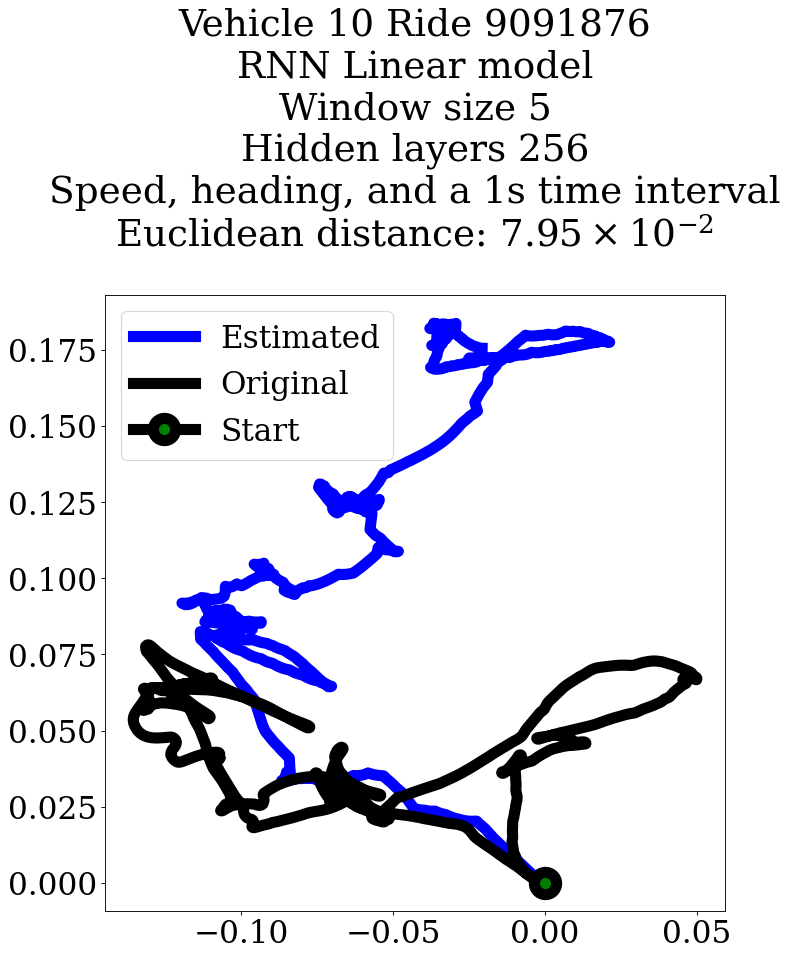 Vehicle 10 Ride 9091876
RNN Linear model
Window size 5
Hidden layers 256
Speed, heading, and a 1s time interval
Euclidean distance: 7.95 × 10⁻²
Estimated
Original
Start
0.175
0.150
0.125
0.100
0.075
0.050
0.025
0.000
−0.10 −0.05 0.00 0.05